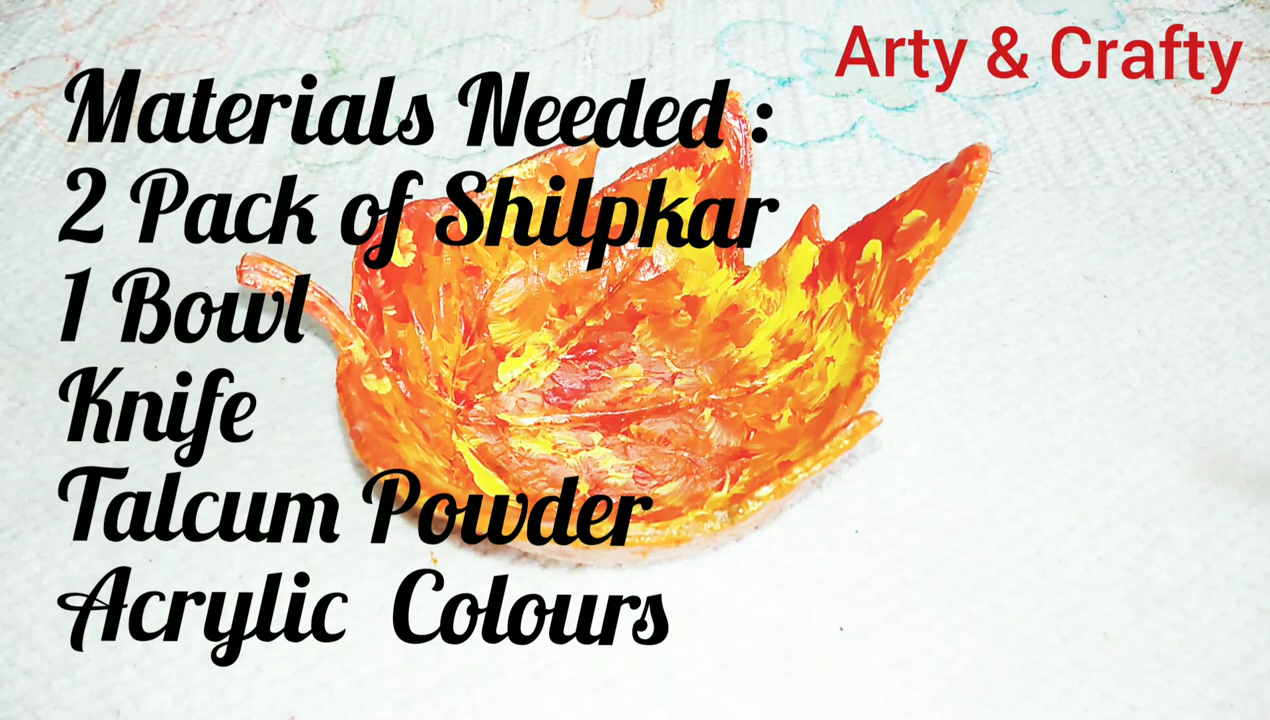 Arty & Crafty
Materials Needed :
2 Pack of Shilpkar
1 Bowl
Knife
Talcum Powder
Acrylic Colours